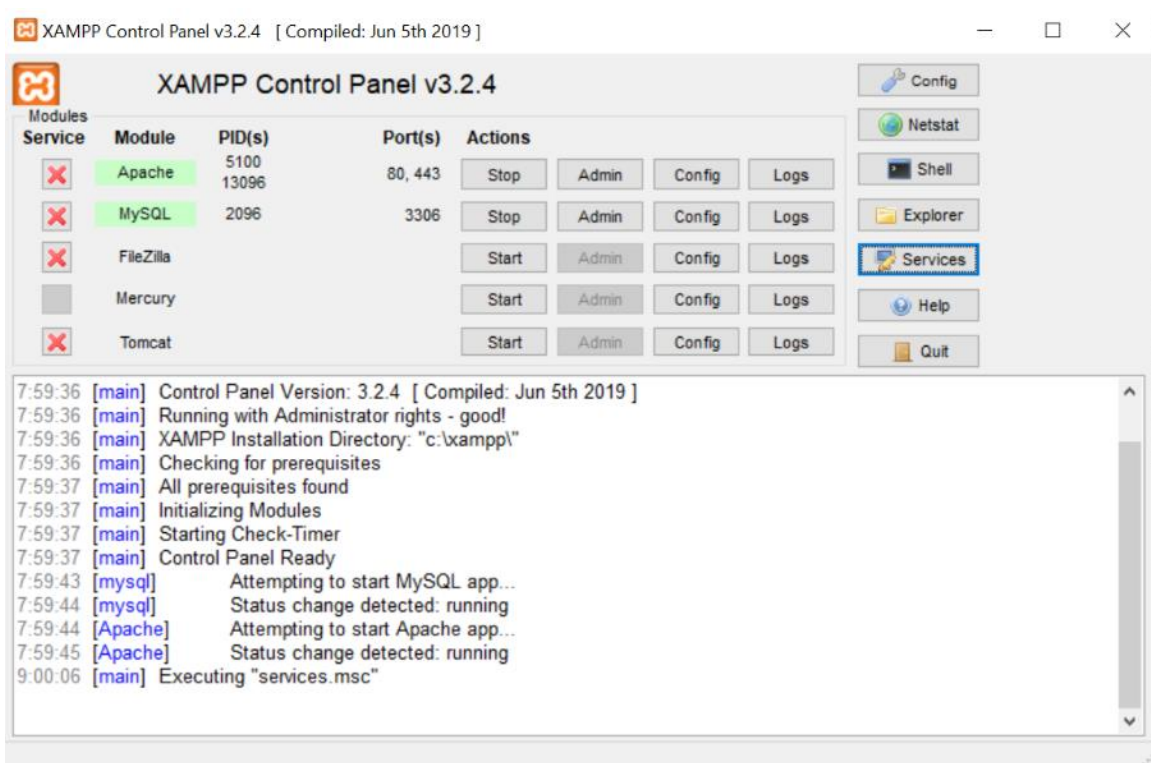 XAMPP Control Panel v3.2.4 [ Compiled: Jun 5th 2019 ]
XAMPP Control Panel v3.2.4
Config
Modules
Netstat
Service Module PID(s) Port(s) Actions
Apache 5100 13096 80, 443 Stop Admin Config Logs
Shell
MySQL 2096 3306 Stop Admin Config Logs
Explorer
FileZilla Start Admin Config Logs
Services
Mercury Start Admin Config Logs
Help
Tomcat Start Admin Config Logs
Quit
7:59:36 [main] Control Panel Version: 3.2.4 [ Compiled: Jun 5th 2019 ]
7:59:36 [main] Running with Administrator rights - good!
7:59:36 [main] XAMPP Installation Directory: "c:\xampp\"
7:59:36 [main] Checking for prerequisites
7:59:37 [main] All prerequisites found
7:59:37 [main] Initializing Modules
7:59:37 [main] Starting Check-Timer
7:59:37 [main] Control Panel Ready
7:59:43 [mysql] Attempting to start MySQL app...
7:59:44 [mysql] Status change detected: running
7:59:44 [Apache] Attempting to start Apache app...
7:59:45 [Apache] Status change detected: running
9:00:06 [main] Executing "services.msc"